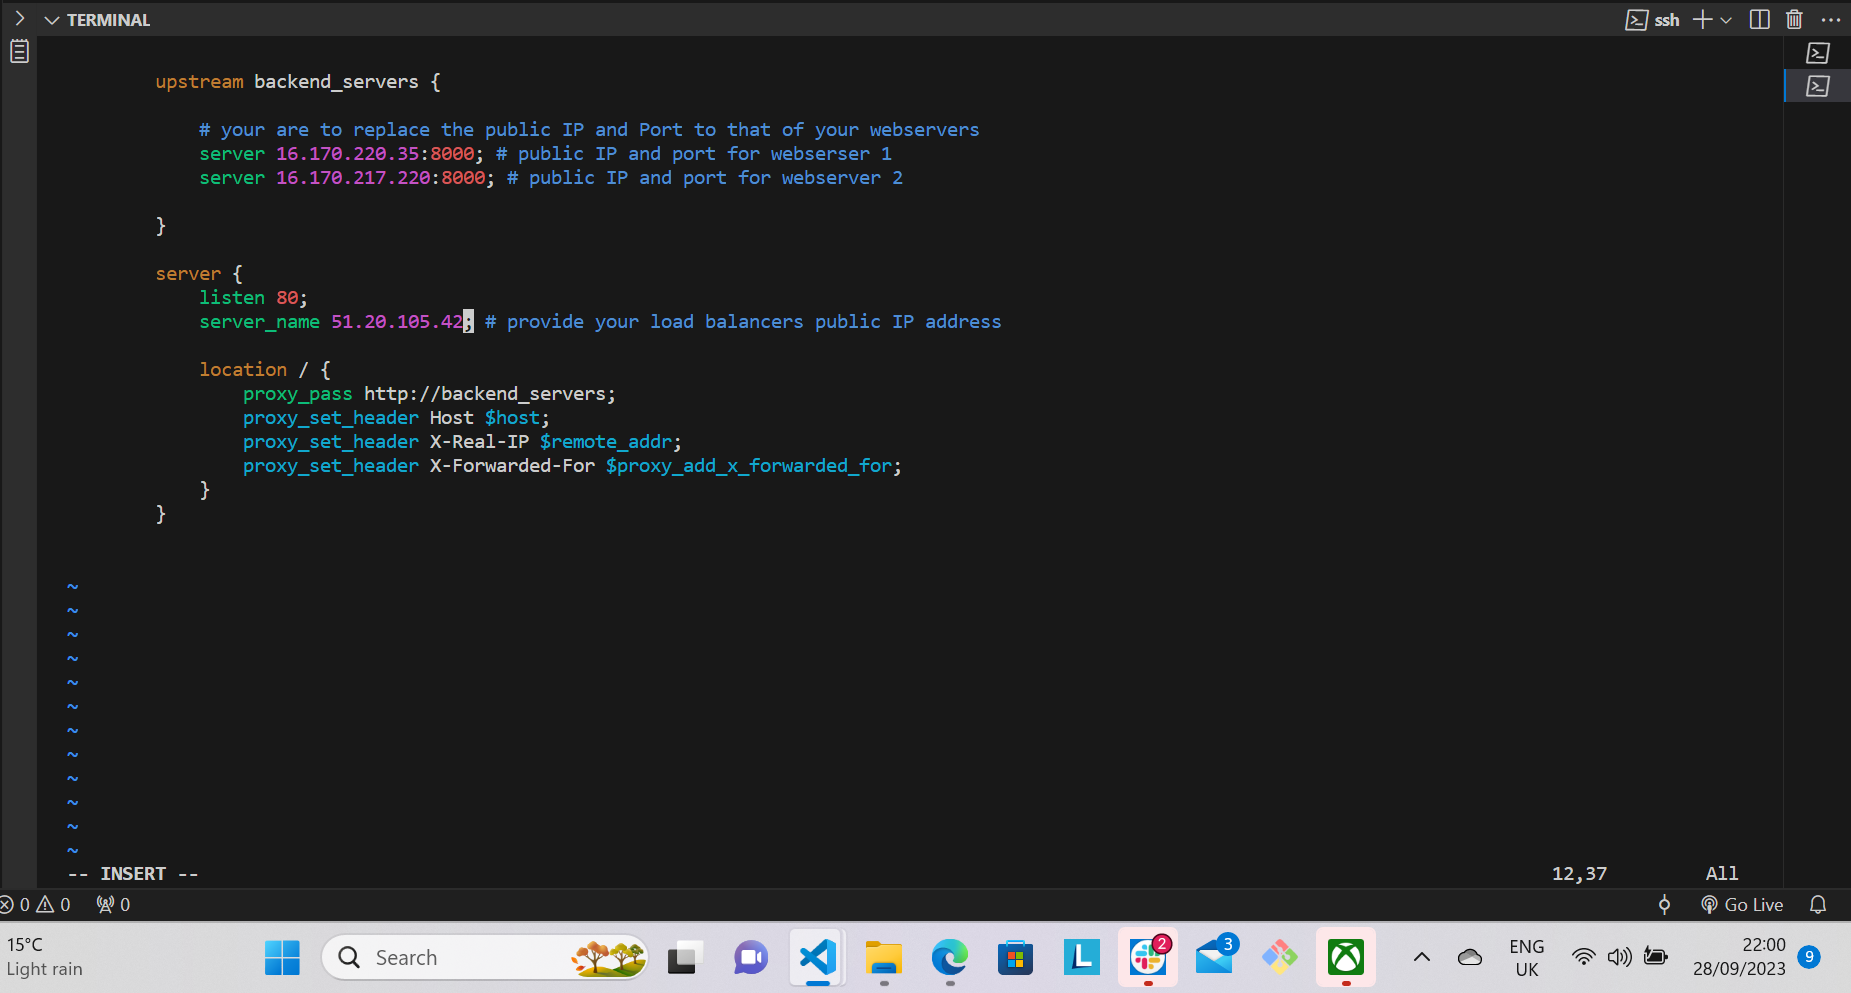 TERMINAL
ssh
upstream backend_servers {
# your are to replace the public IP and Port to that of your webservers
server 16.170.220.35:8000; # public IP and port for webserser 1
server 16.170.217.220:8000; # public IP and port for webserver 2
}
server {
listen 80;
server_name 51.20.105.42; # provide your load balancers public IP address
location / {
proxy_pass http://backend_servers;
proxy_set_header Host $host;
proxy_set_header X-Real-IP $remote_addr;
proxy_set_header X-Forwarded-For $proxy_add_x_forwarded_for;
}
}
~
~
~
~
~
~
~
~
~
~
~
~
-- INSERT -- 12,37 All
0 0 0 Go Live
15°C
Light rain
Search
L
2
3
ENG
UK
22:00
28/09/2023
9